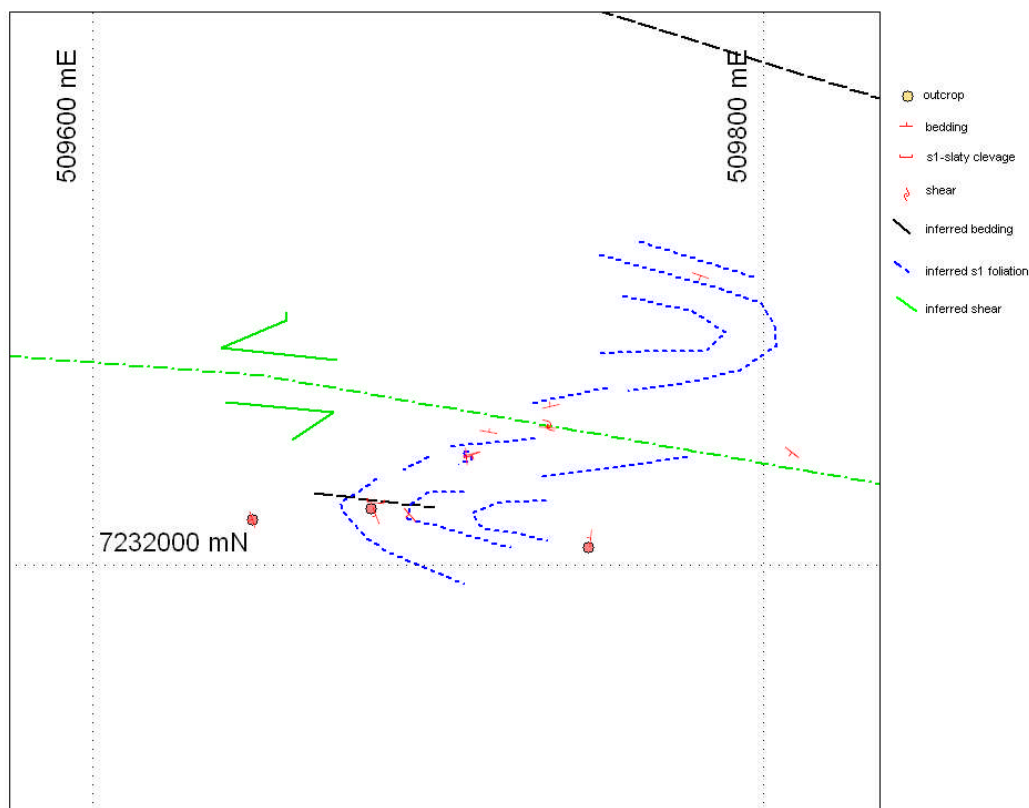 509600 mE
509800 mE
7232000 mN
outcrop
bedding
s1-slaty clevage
shear
inferred bedding
inferred s1 foliation
inferred shear